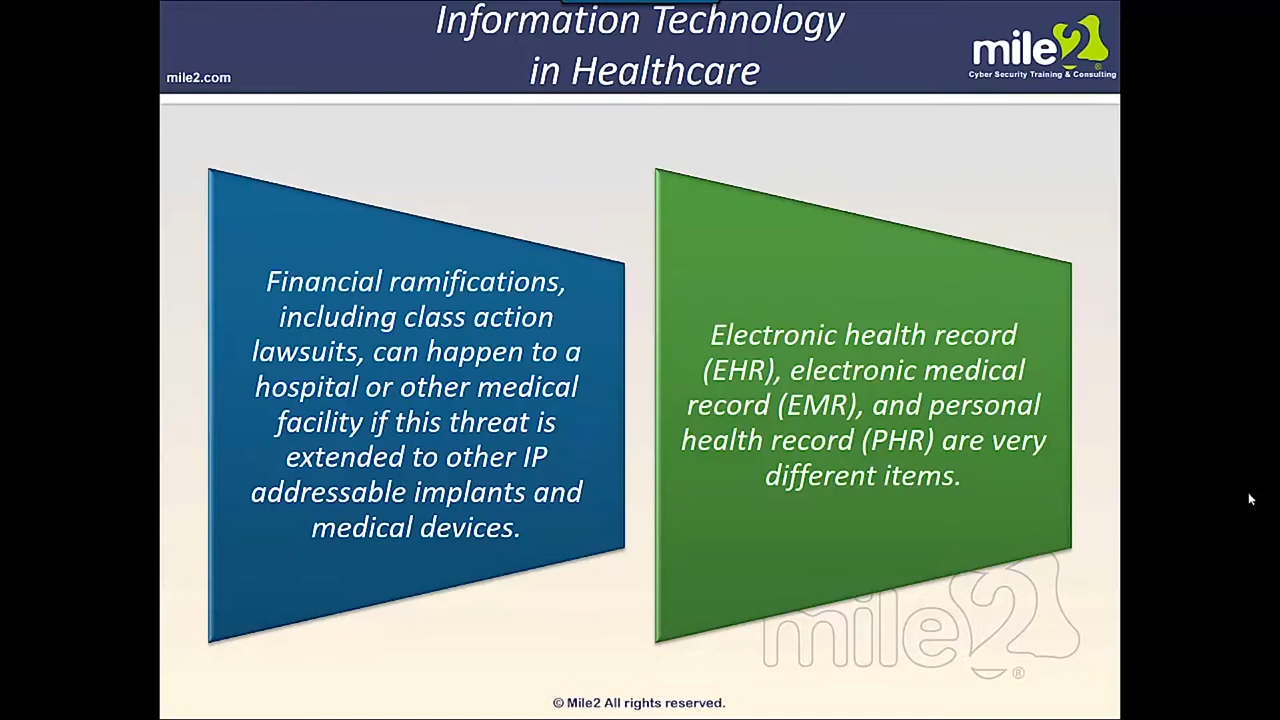 Information Technology
in Healthcare
mile2.com
mile2
Cyber Security Training & Consulting
Financial ramifications,
including class action
lawsuits, can happen to a
hospital or other medical
facility if this threat is
extended to other IP
addressable implants and
medical devices.
Electronic health record
(EHR), electronic medical
record (EMR), and personal
health record (PHR) are very
different items.
mile2®
© Mile2 All rights reserved.